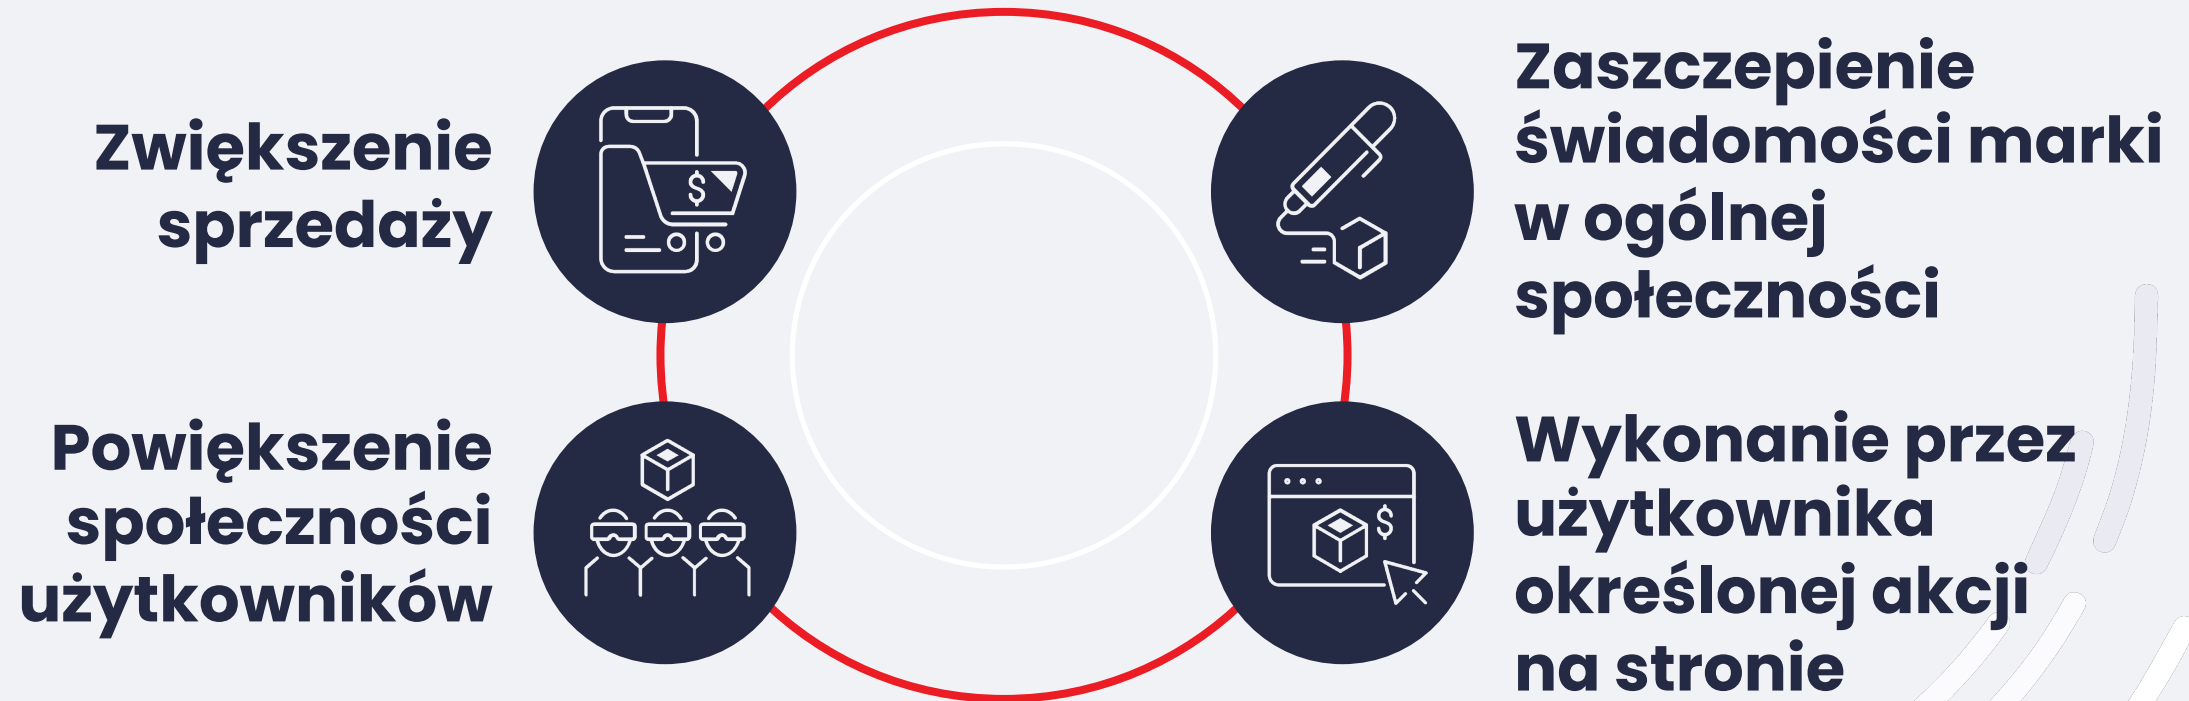 Zwiększenie
sprzedaży
Zaszczepienie
świadomości marki
w ogólnej
społeczności
Powiększenie
społeczności
użytkowników
Wykonanie przez
użytkownika
określonej akcji
na stronie
$
$